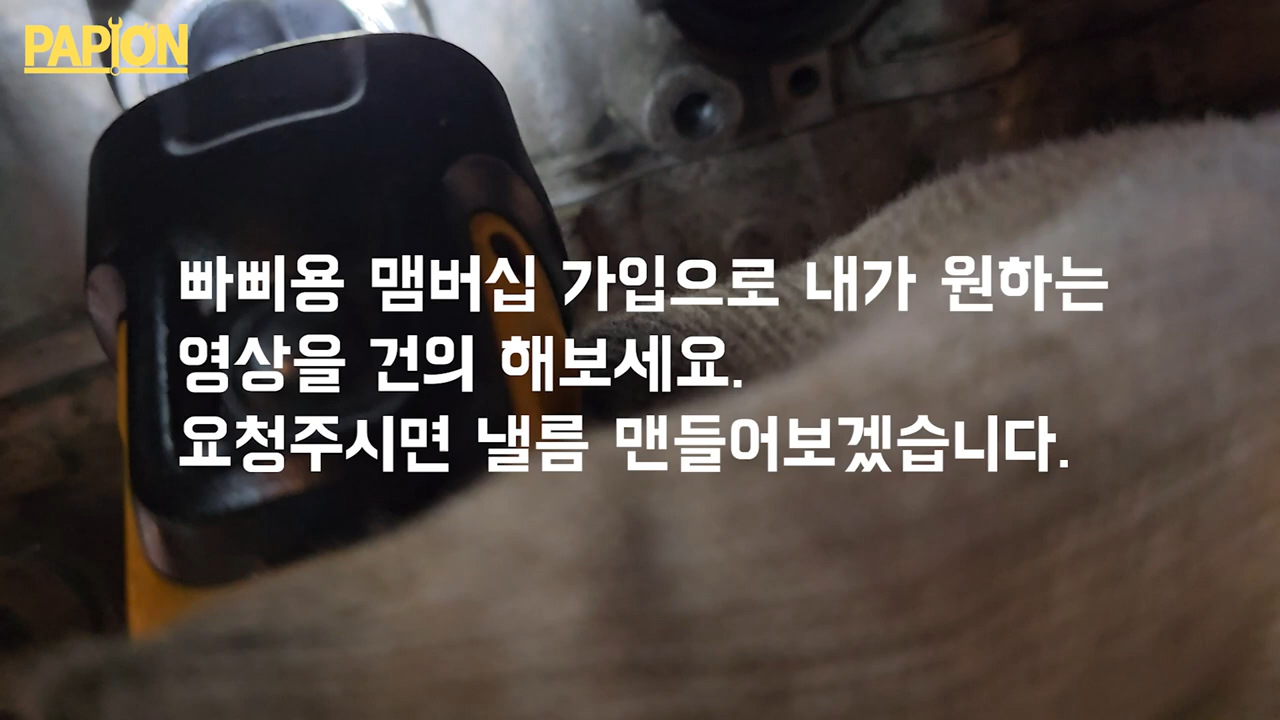 PAPION
빠삐용 맴버십 가입으로 내가 원하는
영상을 건의 해보세요.
요청주시면 낼름 맨들어보겠습니다.